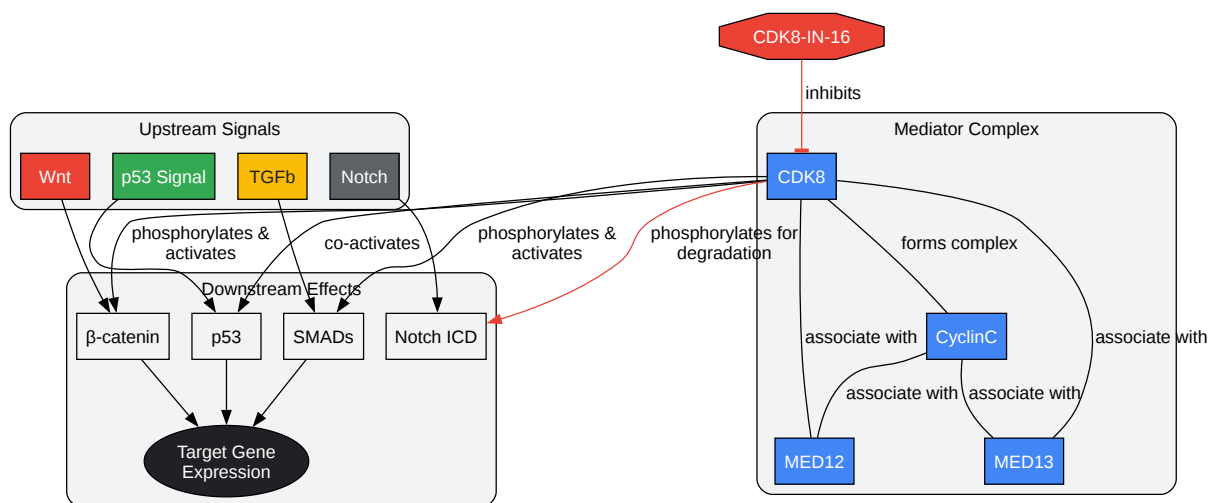 CDK8-IN-16
inhibits
Upstream Signals
Mediator Complex
Wnt
p53 Signal
TGFb
Notch
CDK8
phosphorylates &
activates
co-activates
phosphorylates &
activates
phosphorylates for
degradation
forms complex
Downstream Effects
β-catenin
p53
SMADs
Notch ICD
associate with
CyclinC
associate with
associate with
associate with
Target Gene
Expression
MED12
MED13